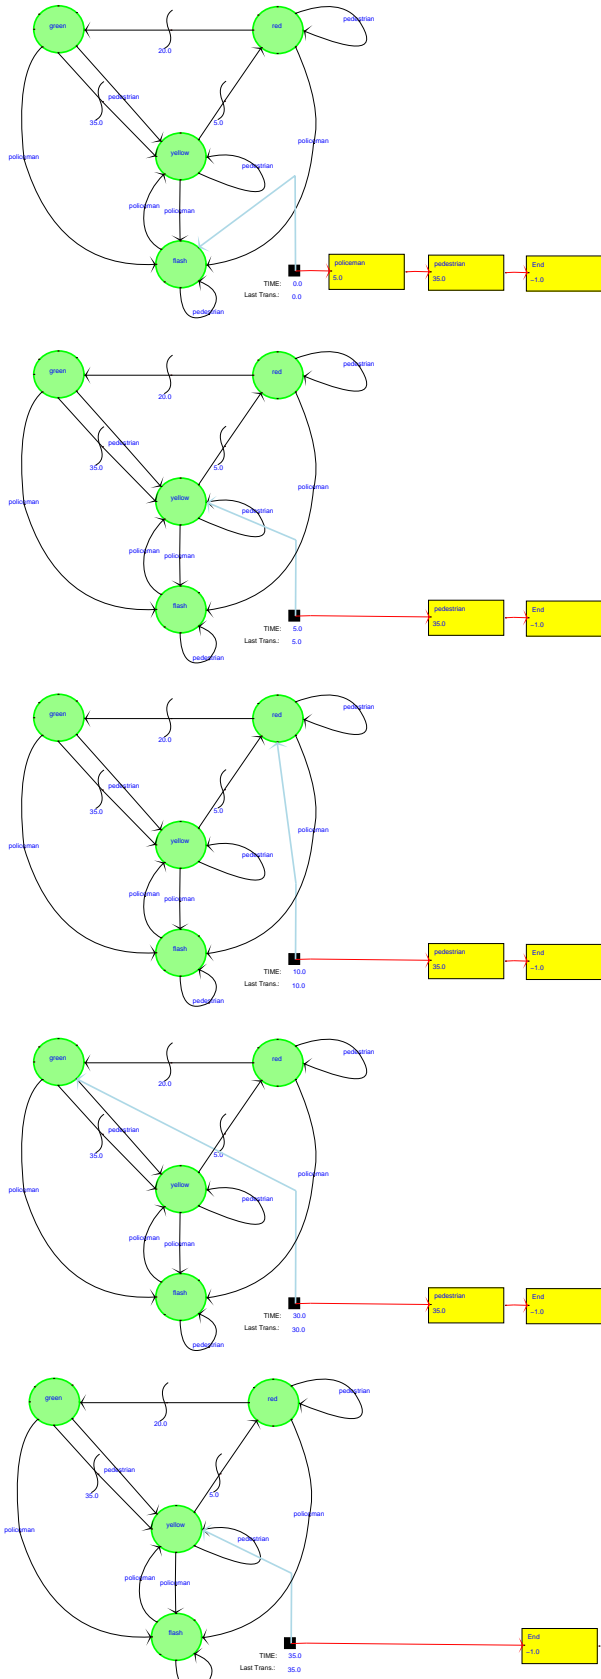 green
red
pedestrian
20.0
pedestrian
35.0
5.0
policeman
policeman
yellow
pedestrian
policeman
policeman
flash
pedestrian
TIME:
0.0
Last Trans.:
0.0
policeman
5.0
pedestrian
35.0
End
−1.0
green
red
pedestrian
20.0
pedestrian
35.0
5.0
policeman
policeman
yellow
pedestrian
policeman
policeman
flash
pedestrian
TIME:
5.0
Last Trans.:
5.0
pedestrian
35.0
End
−1.0
green
red
pedestrian
20.0
pedestrian
35.0
5.0
policeman
policeman
yellow
pedestrian
policeman
policeman
flash
pedestrian
TIME:
10.0
Last Trans.:
10.0
pedestrian
35.0
End
−1.0
green
red
pedestrian
20.0
pedestrian
35.0
5.0
policeman
policeman
yellow
pedestrian
policeman
policeman
flash
pedestrian
TIME:
30.0
Last Trans.:
30.0
pedestrian
35.0
End
−1.0
green
red
pedestrian
20.0
pedestrian
35.0
5.0
policeman
policeman
yellow
pedestrian
policeman
policeman
flash
TIME:
35.0
Last Trans.:
35.0
End
−1.0